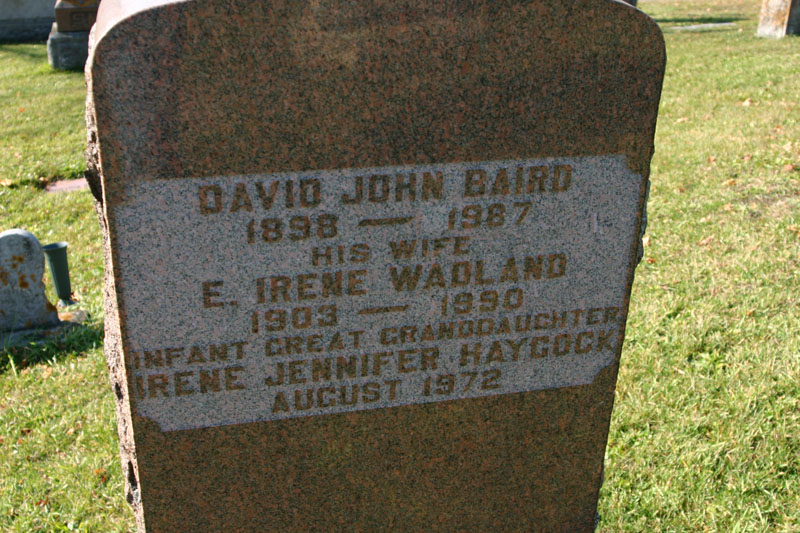 DAVID JOHN BAIRD
1898 — 1987
HIS WIFE
E. IRENE WADLAND
1903 — 1990
INFANT GREAT GRANDDAUGHTER
IRENE JENNIFER HAYCOCK
AUGUST 1972